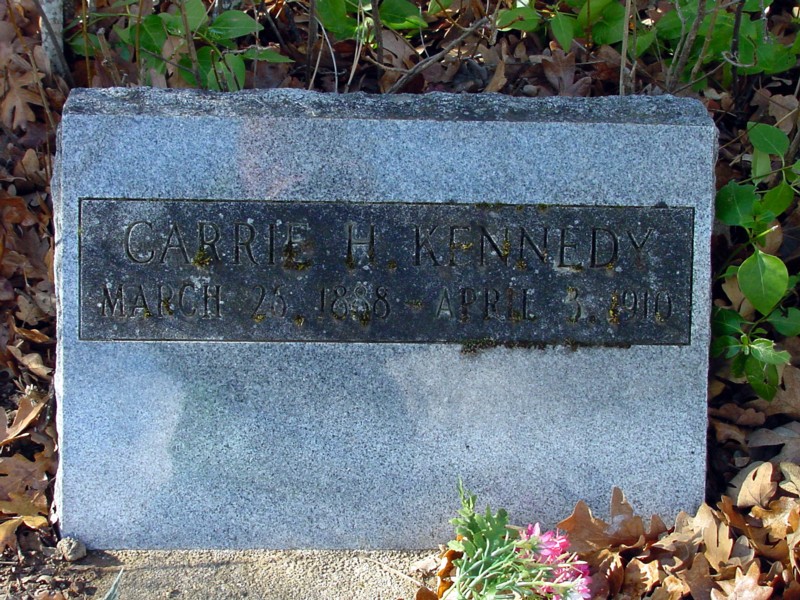 CARRIE H. KENNEDY
MARCH 25, 1888 - APRIL 3, 1910